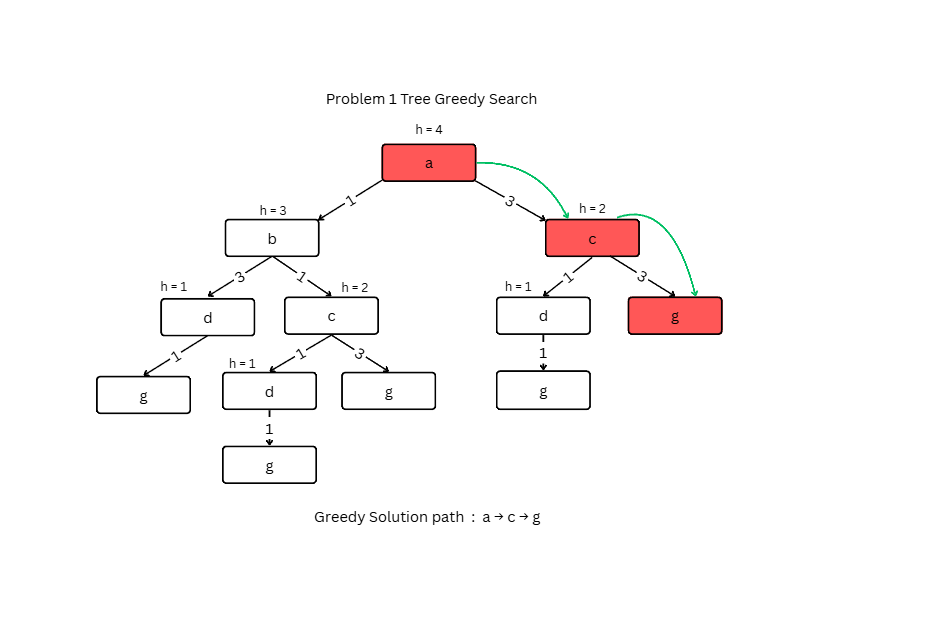 Problem 1 Tree Greedy Search
h = 4
a
1
3
h = 3
h = 2
b
c
3
1
1
3
h = 1
h = 2
h = 1
d
c
d
g
1
1
3
1
h = 1
g
d
g
g
1
g
Greedy Solution path : a → c → g